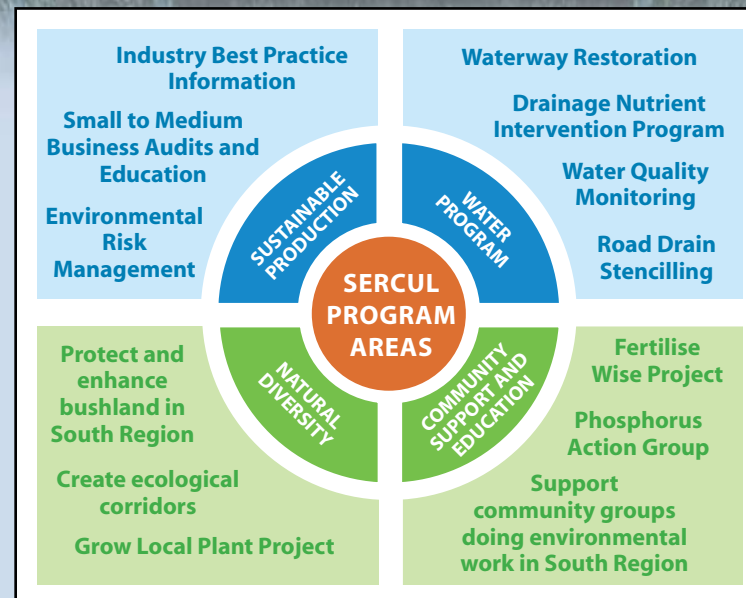 Industry Best Practice
Information
Small to Medium
Business Audits and
Education
Environmental
Risk
Management
SUSTAINABLE
PRODUCTION
Waterway Restoration
Drainage Nutrient
Intervention Program
Water Quality
Monitoring
Road Drain
Stencilling
WATER
PROGRAM
SERCUL
PROGRAM
AREAS
Protect and
enhance
bushland in
South Region
Create ecological
corridors
Grow Local Plant Project
NATURAL
DIVERSITY
COMMUNITY
SUPPORT AND
EDUCATION
Fertilise
Wise Project
Phosphorus
Action Group
Support
community groups
doing environmental
work in South Region